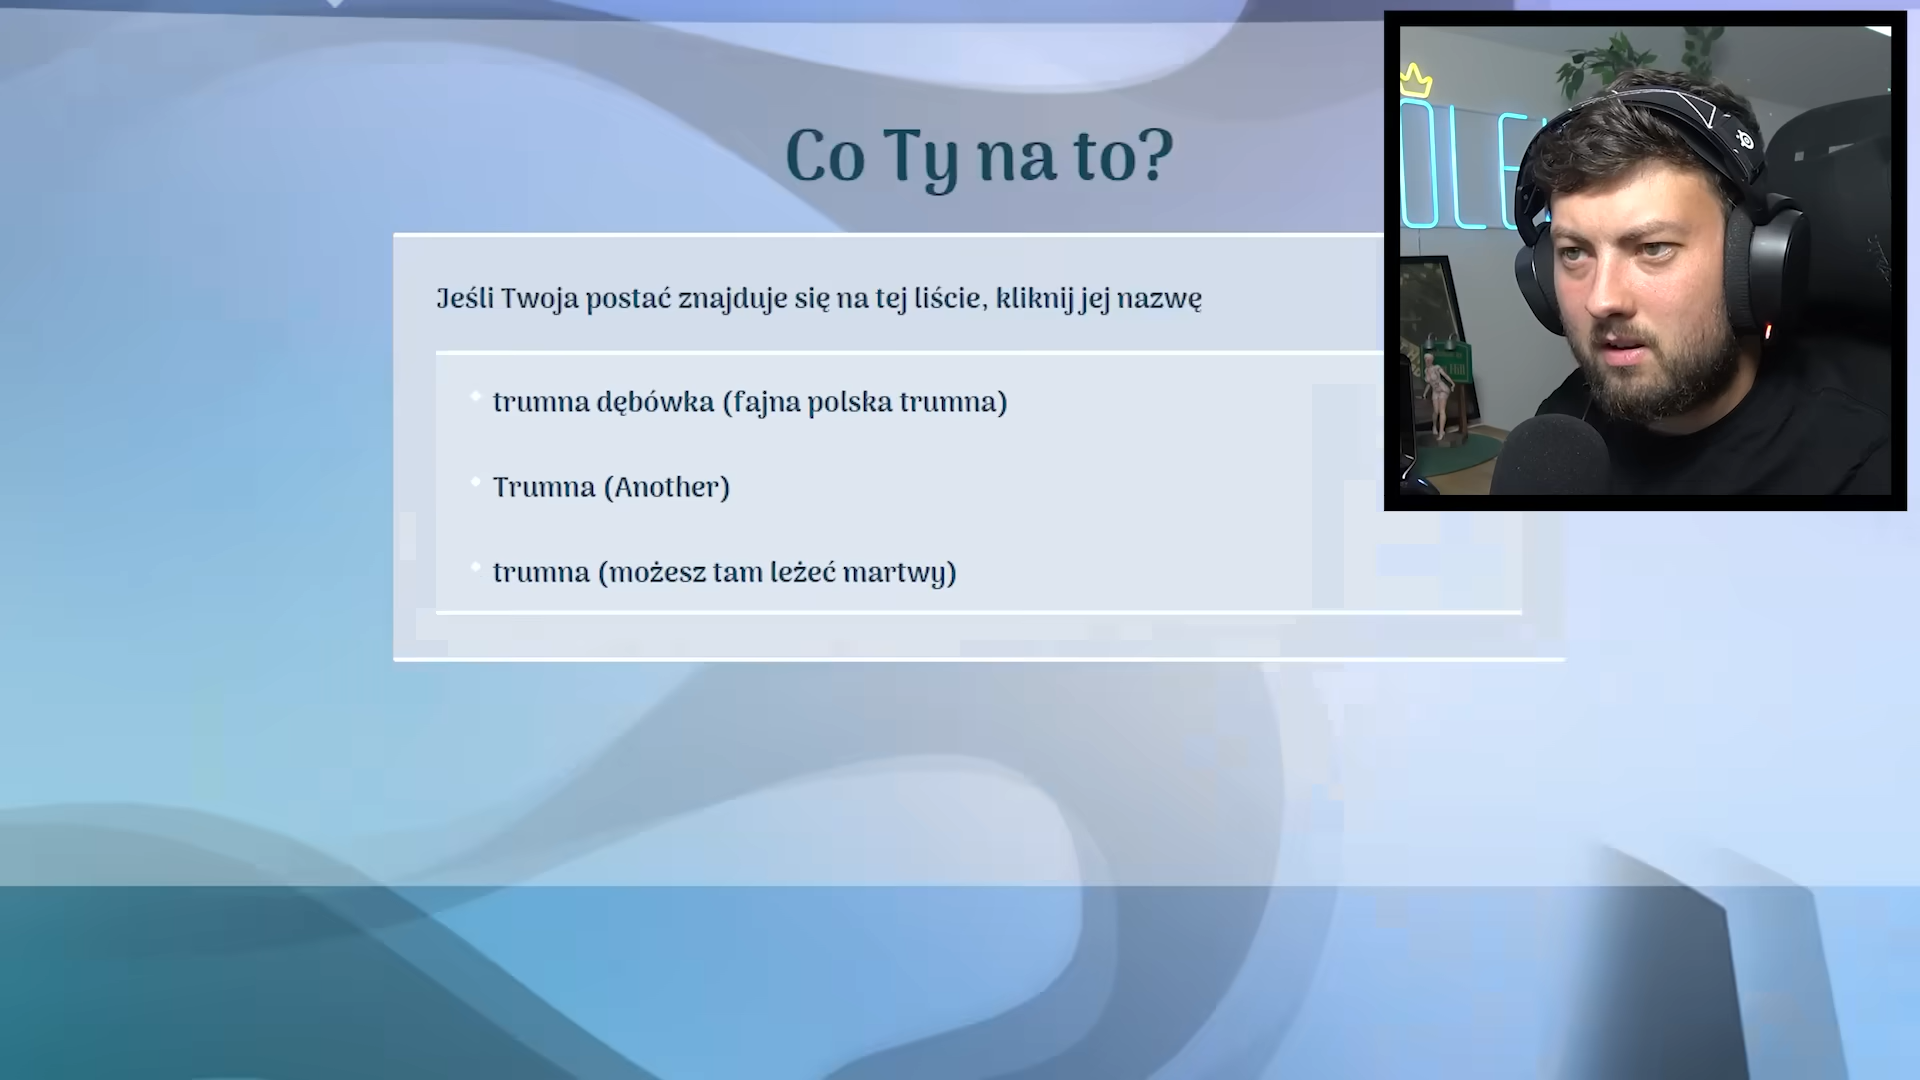 Co Ty na to?
Jeśli Twoja postać znajduje się na tej liście, kliknij jej nazwę
trumna dębówka (fajna polska trumna)
Trumna (Another)
trumna (możesz tam leżeć martwy)